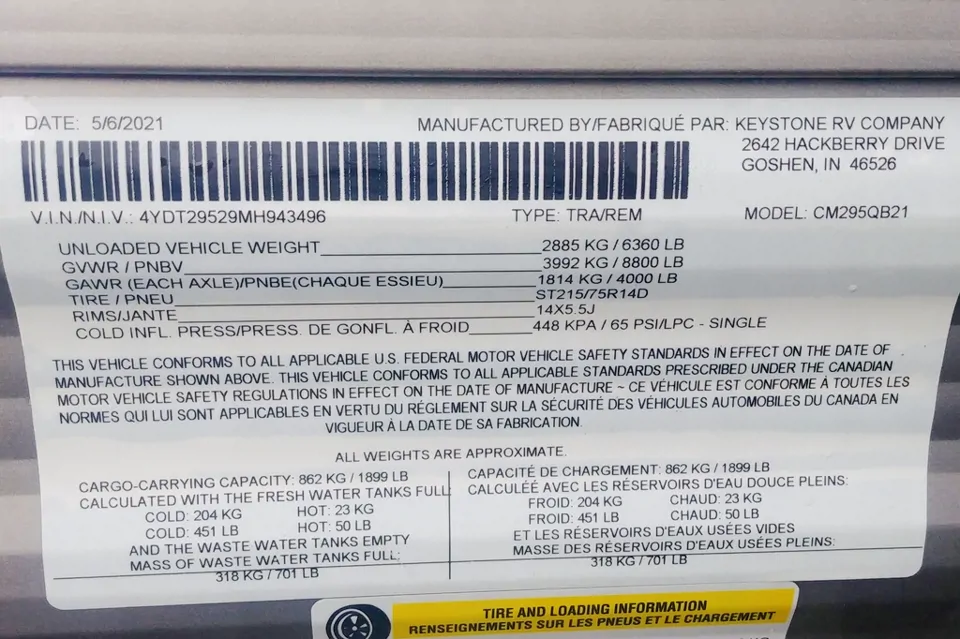 DATE: 5/6/2021
MANUFACTURED BY/FABRIQUÉ PAR: KEYSTONE RV COMPANY
2642 HACKBERRY DRIVE
GOSHEN, IN 46526
V.I.N./N.I.V.: 4YDT29529MH943496 TYPE: TRA/REM MODEL: CM295QB21
UNLOADED VEHICLE WEIGHT 2885 KG / 6360 LB
GVWR / PNBV 3992 KG / 8800 LB
GAWR (EACH AXLE)/PNBE(CHAQUE ESSIEU) 1814 KG / 4000 LB
TIRE / PNEU ST215/75R14D
RIMS/JANTE 14X5.5J
COLD INFL. PRESS/PRESS. DE GONFL. À FROID 448 KPA / 65 PSI/LPC - SINGLE
THIS VEHICLE CONFORMS TO ALL APPLICABLE U.S. FEDERAL MOTOR VEHICLE SAFETY STANDARDS IN EFFECT ON THE DATE OF
MANUFACTURE SHOWN ABOVE. THIS VEHICLE CONFORMS TO ALL APPLICABLE STANDARDS PRESCRIBED UNDER THE CANADIAN
MOTOR VEHICLE SAFETY REGULATIONS IN EFFECT ON THE DATE OF MANUFACTURE ~ CE VÉHICULE EST CONFORME À TOUTES LES
NORMES QUI LUI SONT APPLICABLES EN VERTU DU RÉGLEMENT SUR LA SÉCURITÉ DES VÉHICULES AUTOMOBILES DU CANADA EN
VIGUEUR À LA DATE DE SA FABRICATION.
ALL WEIGHTS ARE APPROXIMATE.
CARGO-CARRYING CAPACITY: 862 KG / 1899 LB
CALCULATED WITH THE FRESH WATER TANKS FULL
COLD: 204 KG HOT: 23 KG
COLD: 451 LB HOT: 50 LB
AND THE WASTE WATER TANKS EMPTY
MASS OF WASTE WATER TANKS FULL:
318 KG / 701 LB
CAPACITÉ DE CHARGEMENT: 862 KG / 1899 LB
CALCULÉE AVEC LES RÉSERVOIRS D'EAU DOUCE PLEINS:
FROID: 204 KG CHAUD: 23 KG
FROID: 451 LB CHAUD: 50 LB
ET LES RÉSERVOIRS D'EAUX USÉES VIDES
MASSE DES RÉSERVOIRS D'EAUX USÉES PLEINS:
318 KG / 701 LB
TIRE AND LOADING INFORMATION
RENSEIGNEMENTS SUR LES PNEUS ET LE CHARGEMENT